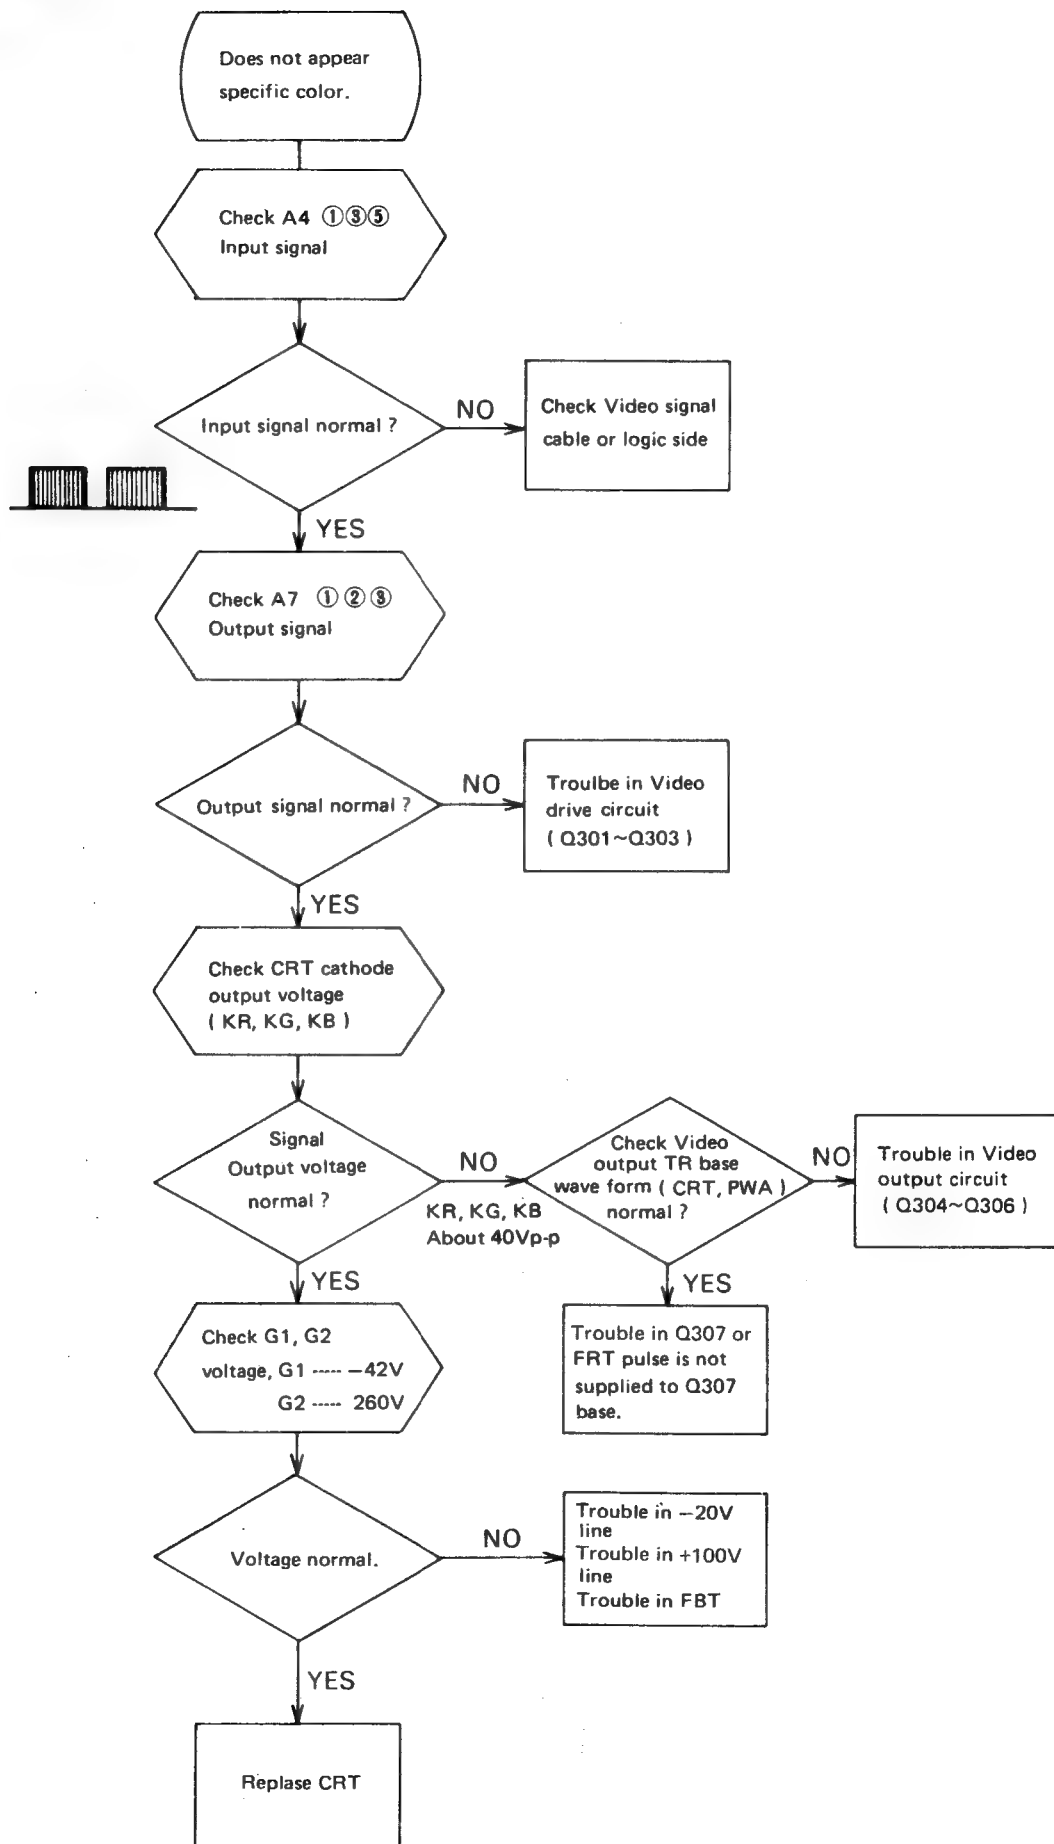 Does not appear
specific color.
Check A4 ①③⑤
Input signal
Input signal normal ?
NO
Check Video signal
cable or logic side
YES
Check A7 ①②③
Output signal
Output signal normal ?
NO
Troulbe in Video
drive circuit
( Q301~Q303 )
YES
Check CRT cathode
output voltage
( KR, KG, KB )
Signal
Output voltage
normal ?
NO
KR, KG, KB
About 40Vp-p
Check Video
output TR base
wave form ( CRT, PWA )
normal ?
NO
Trouble in Video
output circuit
( Q304~Q306 )
YES
Trouble in Q307 or
FRT pulse is not
supplied to Q307
base.
YES
Check G1, G2
voltage, G1 ----- −42V
G2 ----- 260V
Voltage normal.
NO
Trouble in −20V
line
Trouble in +100V
line
Trouble in FBT
YES
Replase CRT